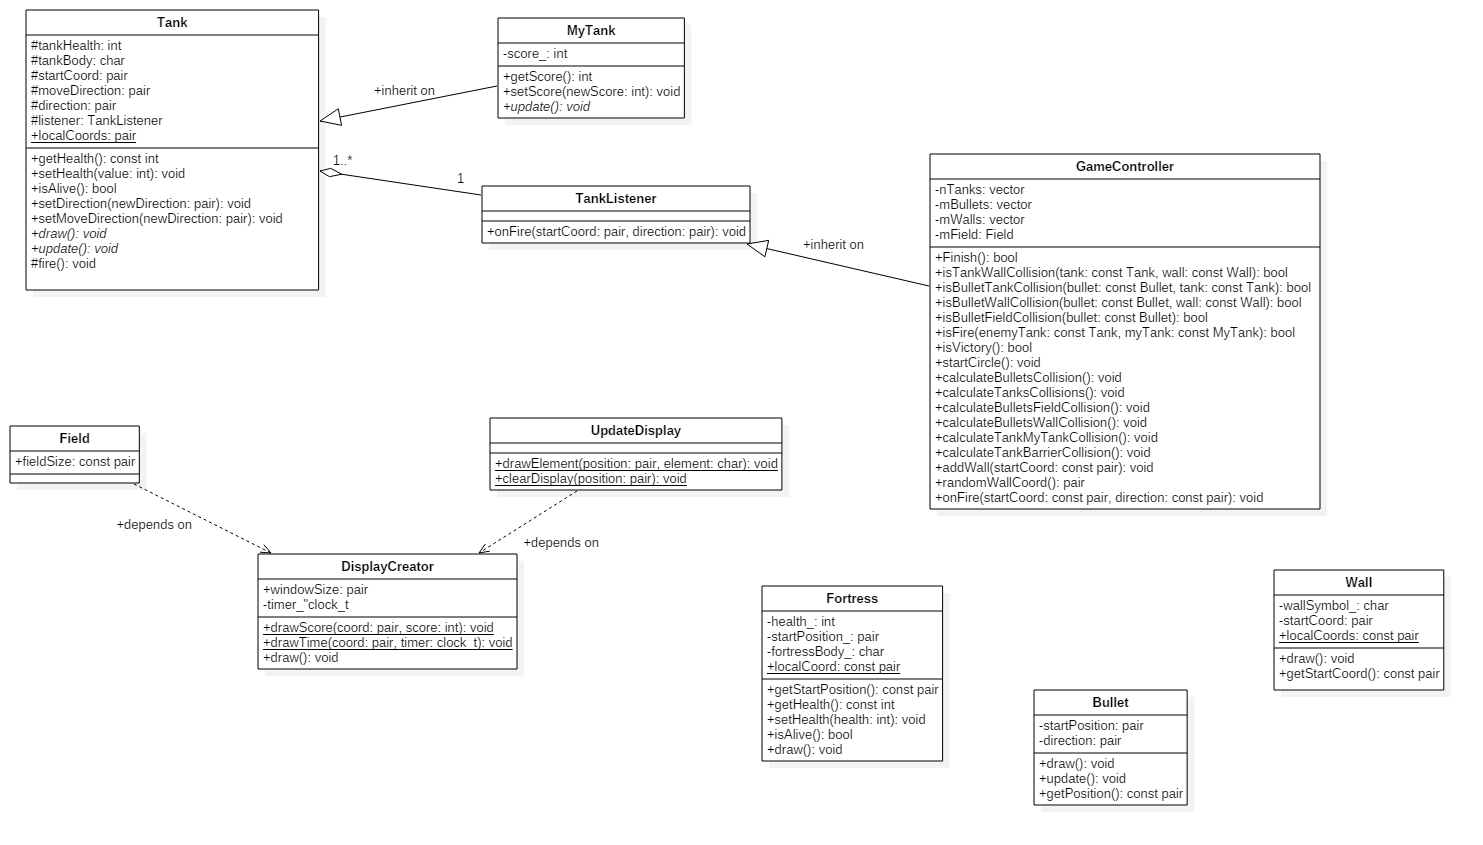 Tank
#tankHealth: int
#tankBody: char
#startCoord: pair
#moveDirection: pair
#direction: pair
#listener: TankListener
+localCoords: pair
+getHealth(): const int
+setHealth(value: int): void
+isAlive(): bool
+setDirection(newDirection: pair): void
+setMoveDirection(newDirection: pair): void
+draw(): void
+update(): void
#fire(): void
+inherit on
MyTank
-score_: int
+getScore(): int
+setScore(newScore: int): void
+update(): void
1..*
1
TankListener
+onFire(startCoord: pair, direction: pair): void
+inherit on
GameController
-nTanks: vector
-mBullets: vector
-mWalls: vector
-mField: Field
+Finish(): bool
+isTankWallCollision(tank: const Tank, wall: const Wall): bool
+isBulletTankCollision(bullet: const Bullet, tank: const Tank): bool
+isBulletWallCollision(bullet: const Bullet, wall: const Wall): bool
+isBulletFieldCollision(bullet: const Bullet): bool
+isFire(enemyTank: const Tank, myTank: const MyTank): bool
+isVictory(): bool
+startCircle(): void
+calculateBulletsCollision(): void
+calculateTanksCollisions(): void
+calculateBulletsFieldCollision(): void
+calculateBulletsWallCollision(): void
+calculateTankMyTankCollision(): void
+calculateTankBarrierCollision(): void
+addWall(startCoord: const pair): void
+randomWallCoord(): pair
+onFire(startCoord: const pair, direction: const pair): void
Field
+fieldSize: const pair
UpdateDisplay
+drawElement(position: pair, element: char): void
+clearDisplay(position: pair): void
+depends on
+depends on
DisplayCreator
+windowSize: pair
-timer_"clock_t
+drawScore(coord: pair, score: int): void
+drawTime(coord: pair, timer: clock_t): void
+draw(): void
Fortress
-health_: int
-startPosition_: pair
-fortressBody_: char
+localCoord: const pair
+getStartPosition(): const pair
+getHealth(): const int
+setHealth(health: int): void
+isAlive(): bool
+draw(): void
Bullet
-startPosition: pair
-direction: pair
+draw(): void
+update(): void
+getPosition(): const pair
Wall
-wallSymbol_: char
-startCoord: pair
+localCoords: const pair
+draw(): void
+getStartCoord(): const pair